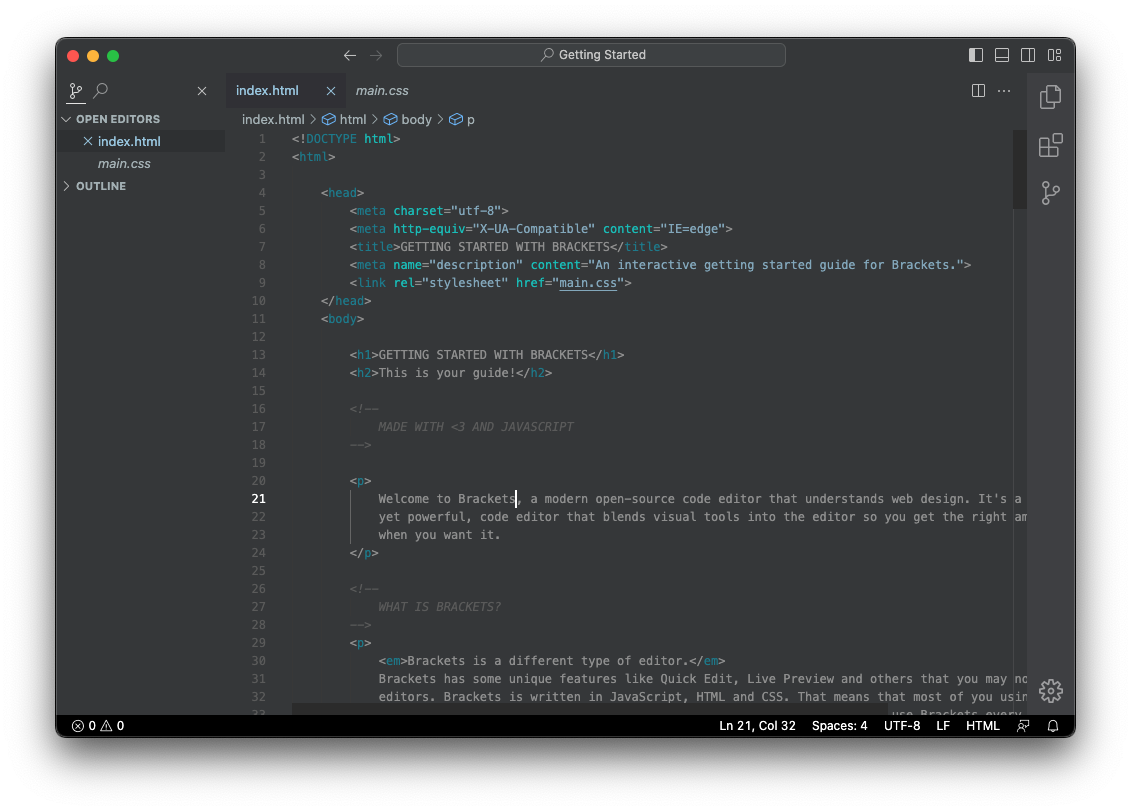 Getting Started
index.html
main.css
OPEN EDITORS
index.html
main.css
OUTLINE
index.html > html > body > p
1 <!DOCTYPE html>
2 <html>
3
4 <head>
5 <meta charset="utf-8">
6 <meta http-equiv="X-UA-Compatible" content="IE=edge">
7 <title>GETTING STARTED WITH BRACKETS</title>
8 <meta name="description" content="An interactive getting started guide for Brackets.">
9 <link rel="stylesheet" href="main.css">
10 </head>
11 <body>
12
13 <h1>GETTING STARTED WITH BRACKETS</h1>
14 <h2>This is your guide!</h2>
15
16 <!--
17 MADE WITH <3 AND JAVASCRIPT
18 -->
19
20 <p>
21 Welcome to Brackets, a modern open-source code editor that understands web design. It's a
22 yet powerful, code editor that blends visual tools into the editor so you get the right am
23 when you want it.
24 </p>
25
26 <!--
27 WHAT IS BRACKETS?
28 -->
29 <p>
30 <em>Brackets is a different type of editor.</em>
31 Brackets has some unique features like Quick Edit, Live Preview and others that you may no
32 editors. Brackets is written in JavaScript, HTML and CSS. That means that most of you usin
33 use Brackets every
0 0
Ln 21, Col 32 Spaces: 4 UTF-8 LF HTML